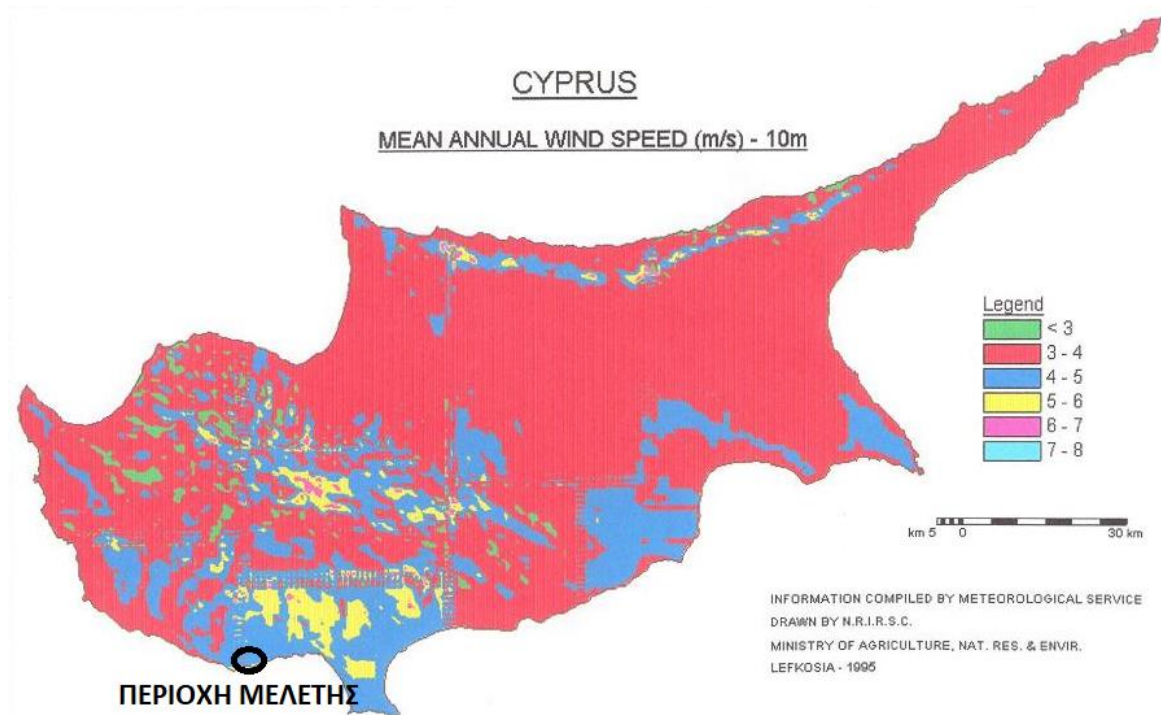 CYPRUS
MEAN ANNUAL WIND SPEED (m/s) - 10m
Legend
< 3
3 - 4
4 - 5
5 - 6
6 - 7
7 - 8
km 5 0 30 km
INFORMATION COMPILED BY METEOROLOGICAL SERVICE
DRAWN BY N.R.I.R.S.C.
MINISTRY OF AGRICULTURE, NAT. RES. & ENVIR.
LEFKOSIA - 1995
ΠΕΡΙΟΧΗ ΜΕΛΕΤΗΣ